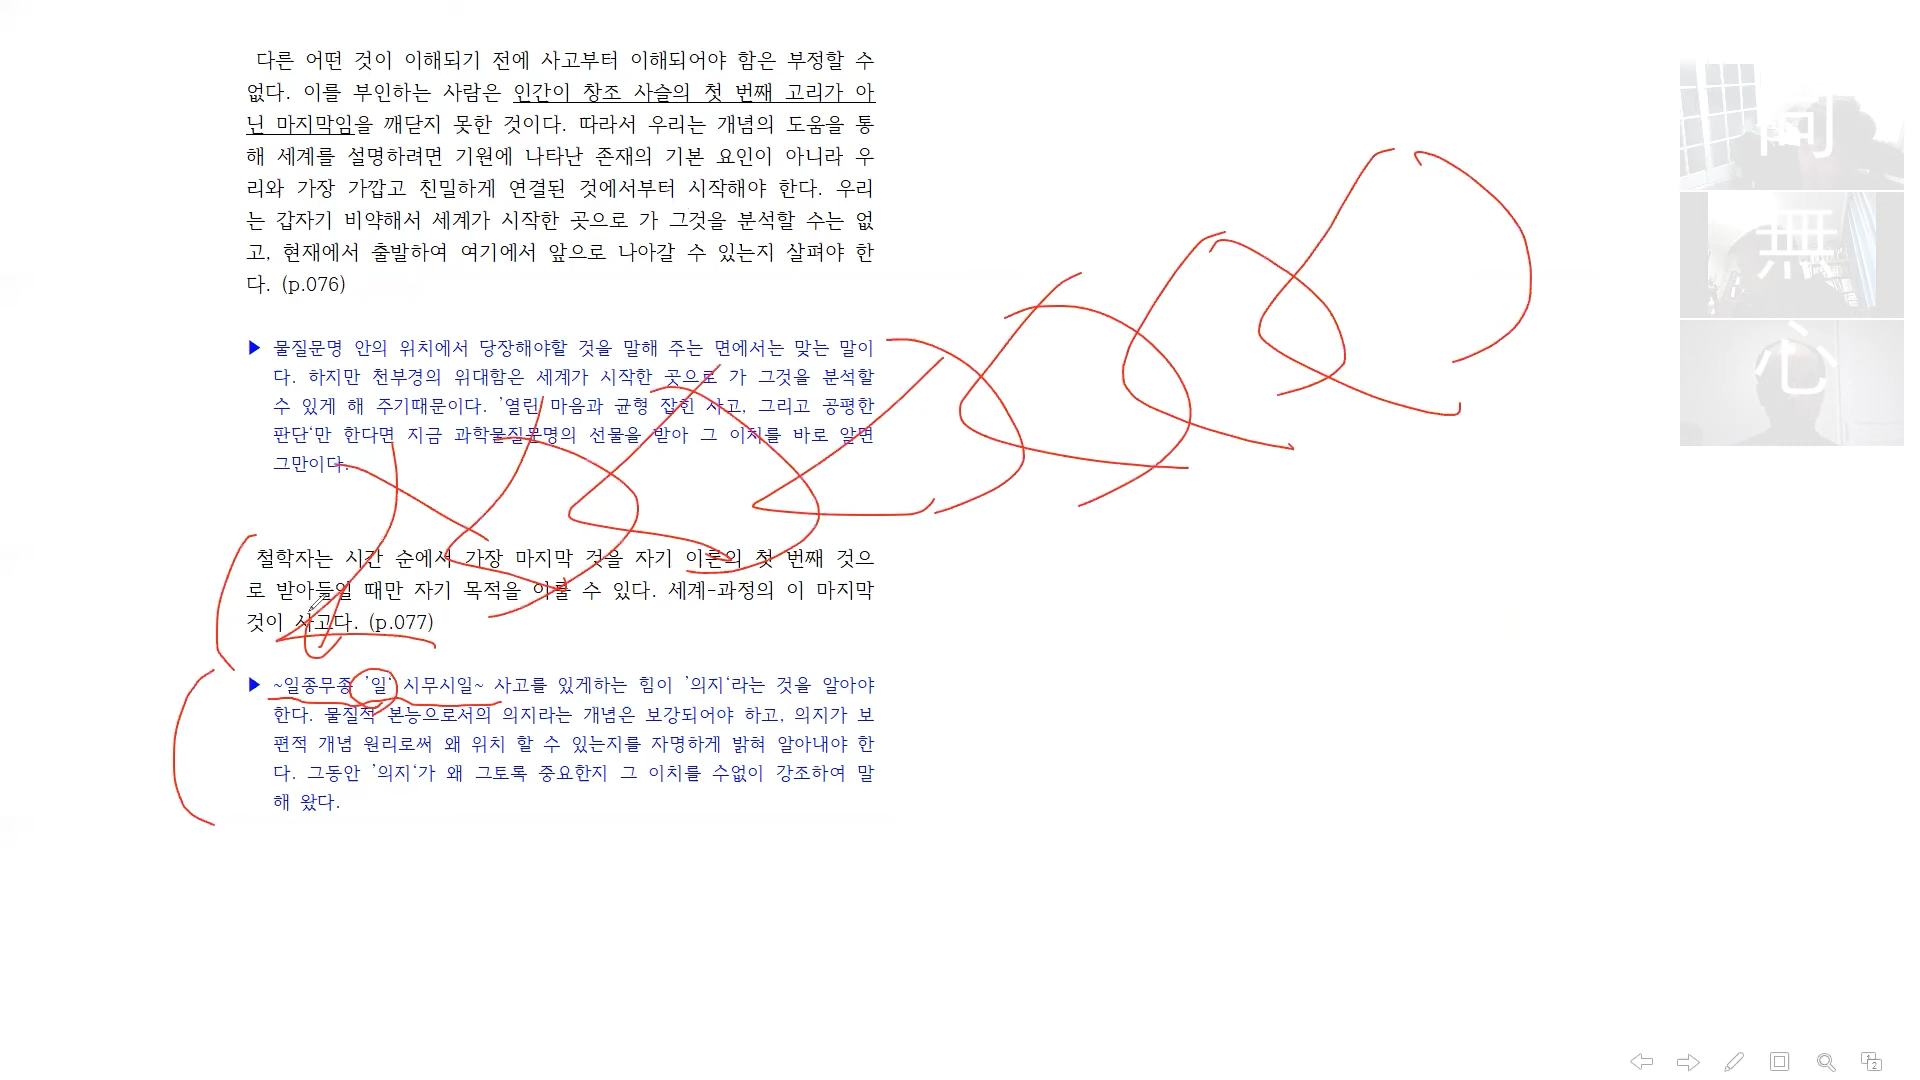 다른 어떤 것이 이해되기 전에 사고부터 이해되어야 함은 부정할 수
없다. 이를 부인하는 사람은 인간이 창조 사슬의 첫 번째 고리가 아
닌 마지막임을 깨닫지 못한 것이다. 따라서 우리는 개념의 도움을 통
해 세계를 설명하려면 기원에 나타난 존재의 기본 요인이 아니라 우
리와 가장 가깝고 친밀하게 연결된 것에서부터 시작해야 한다. 우리
는 갑자기 비약해서 세계가 시작한 곳으로 가 그것을 분석할 수는 없
고, 현재에서 출발하여 여기에서 앞으로 나아갈 수 있는지 살펴야 한
다. (p.076)
▶ 물질문명 안의 위치에서 당장해야할 것을 말해 주는 면에서는 맞는 말이
다. 하지만 천부경의 위대함은 세계가 시작한 곳으로 가 그것을 분석할
수 있게 해 주기때문이다. '열린 마음과 균형 잡힌 사고, 그리고 공평한
판단'만 한다면 지금 과학물질문명의 선물을 받아 그 이치를 바로 알면
그만이다.
철학자는 시간 순에서 가장 마지막 것을 자기 이론의 첫 번째 것으
로 받아들일 때만 자기 목적을 이룰 수 있다. 세계-과정의 이 마지막
것이 사고다. (p.077)
▶ ~일종무종 '일' 시무시일~ 사고를 있게하는 힘이 '의지'라는 것을 알아야
한다. 물질적 본능으로서의 의지라는 개념은 보강되어야 하고, 의지가 보
편적 개념 원리로써 왜 위치 할 수 있는지를 자명하게 밝혀 알아내야 한
다. 그동안 '의지'가 왜 그토록 중요한지 그 이치를 수없이 강조하여 말
해 왔다.
問
無
心